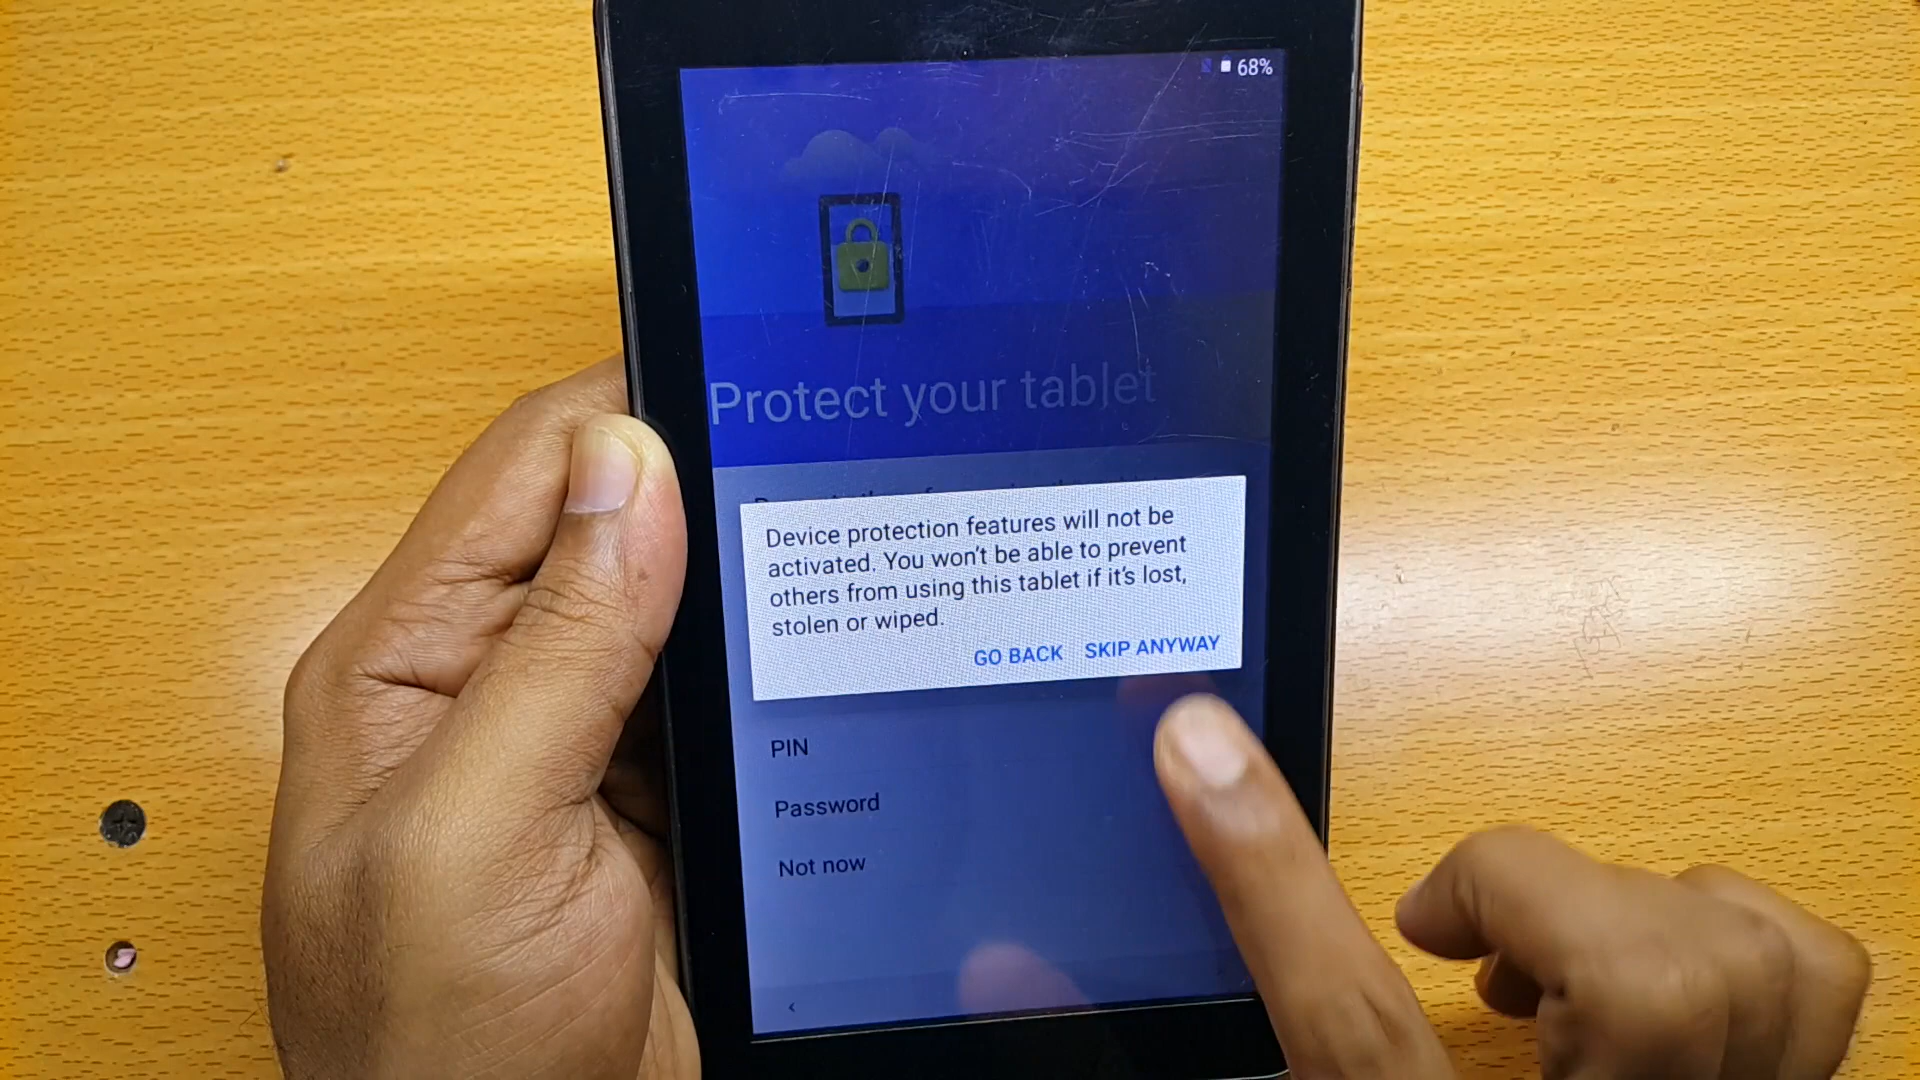 68%
Protect your tablet
Device protection features will not be
activated. You won't be able to prevent
others from using this tablet if it's lost,
stolen or wiped.
GO BACK SKIP ANYWAY
PIN
Password
Not now